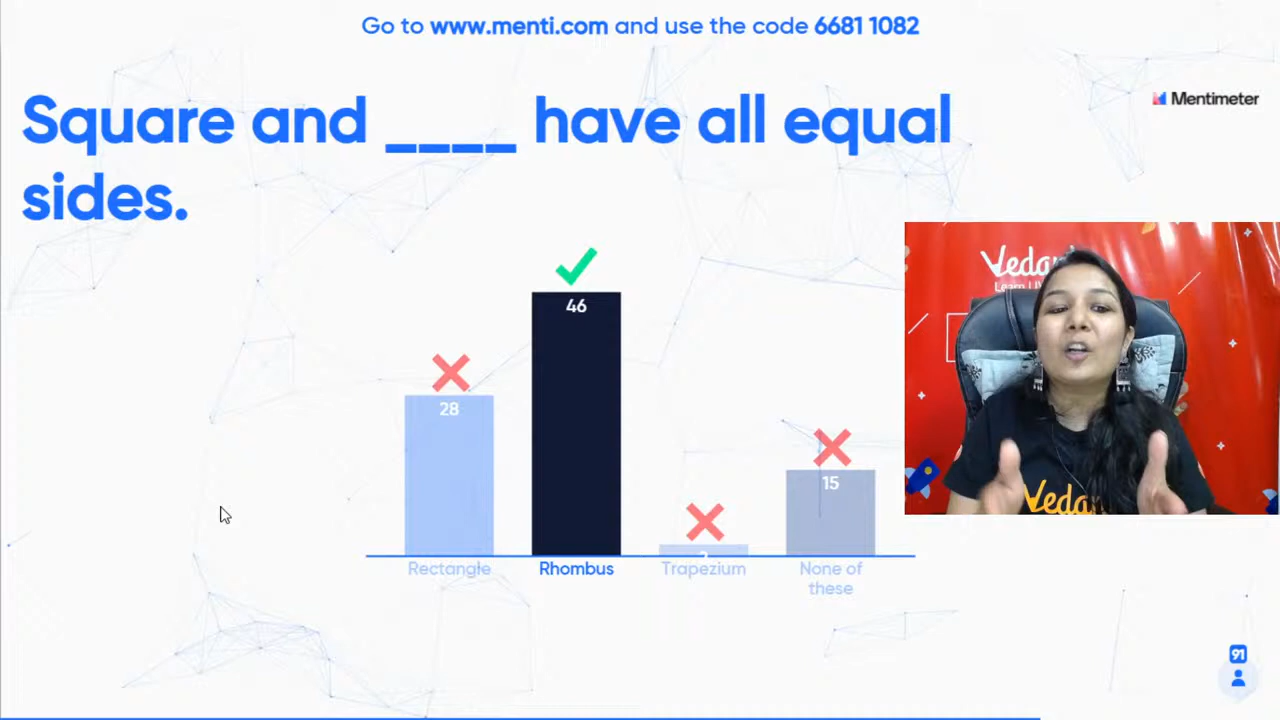 Go to www.menti.com and use the code 6681 1082
Mentimeter
Square and ____ have all equal
sides.
46
28
15
2
Rectangle
Rhombus
Trapezium
None of
these
91